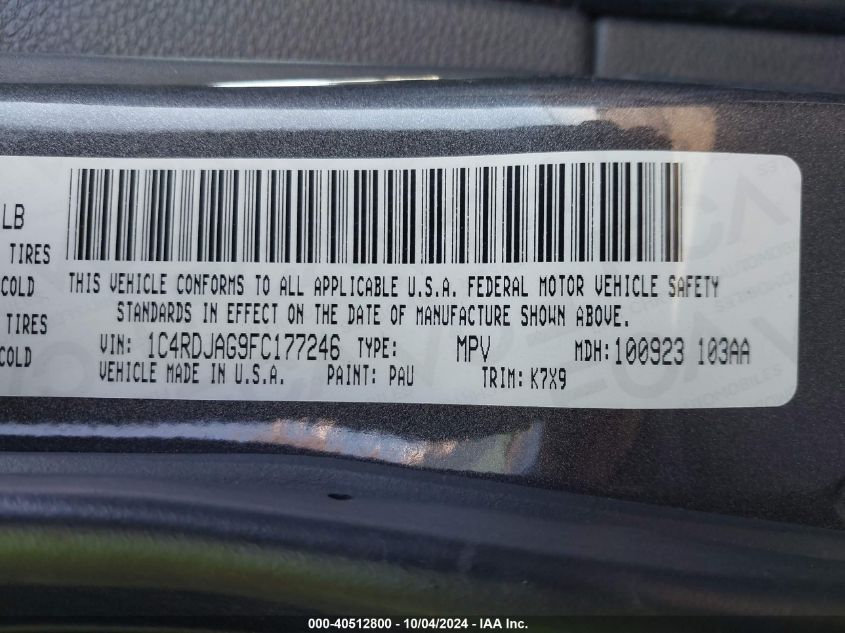 LB
TIRES
COLD
TIRES
COLD
THIS VEHICLE CONFORMS TO ALL APPLICABLE U.S.A. FEDERAL MOTOR VEHICLE SAFETY
STANDARDS IN EFFECT ON THE DATE OF MANUFACTURE SHOWN ABOVE.
VIN: 1C4RDJAG9FC177246 TYPE: MPV MDH: 100923 103AA
VEHICLE MADE IN U.S.A. PAINT: PAU TRIM: K7X9
000-40512800 - 10/04/2024 - IAA Inc.